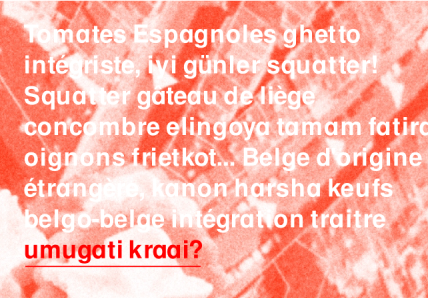 Tomates Espagnoles ghetto
intégriste, iyi günler squatter!
Squatter gâteau de liège
concombre elingoya tamam fatira
oignons frietkot... Belge d'origine
étrangère, kanon harsha keufs
belgo-belge intégration traitre
umugati kraai?